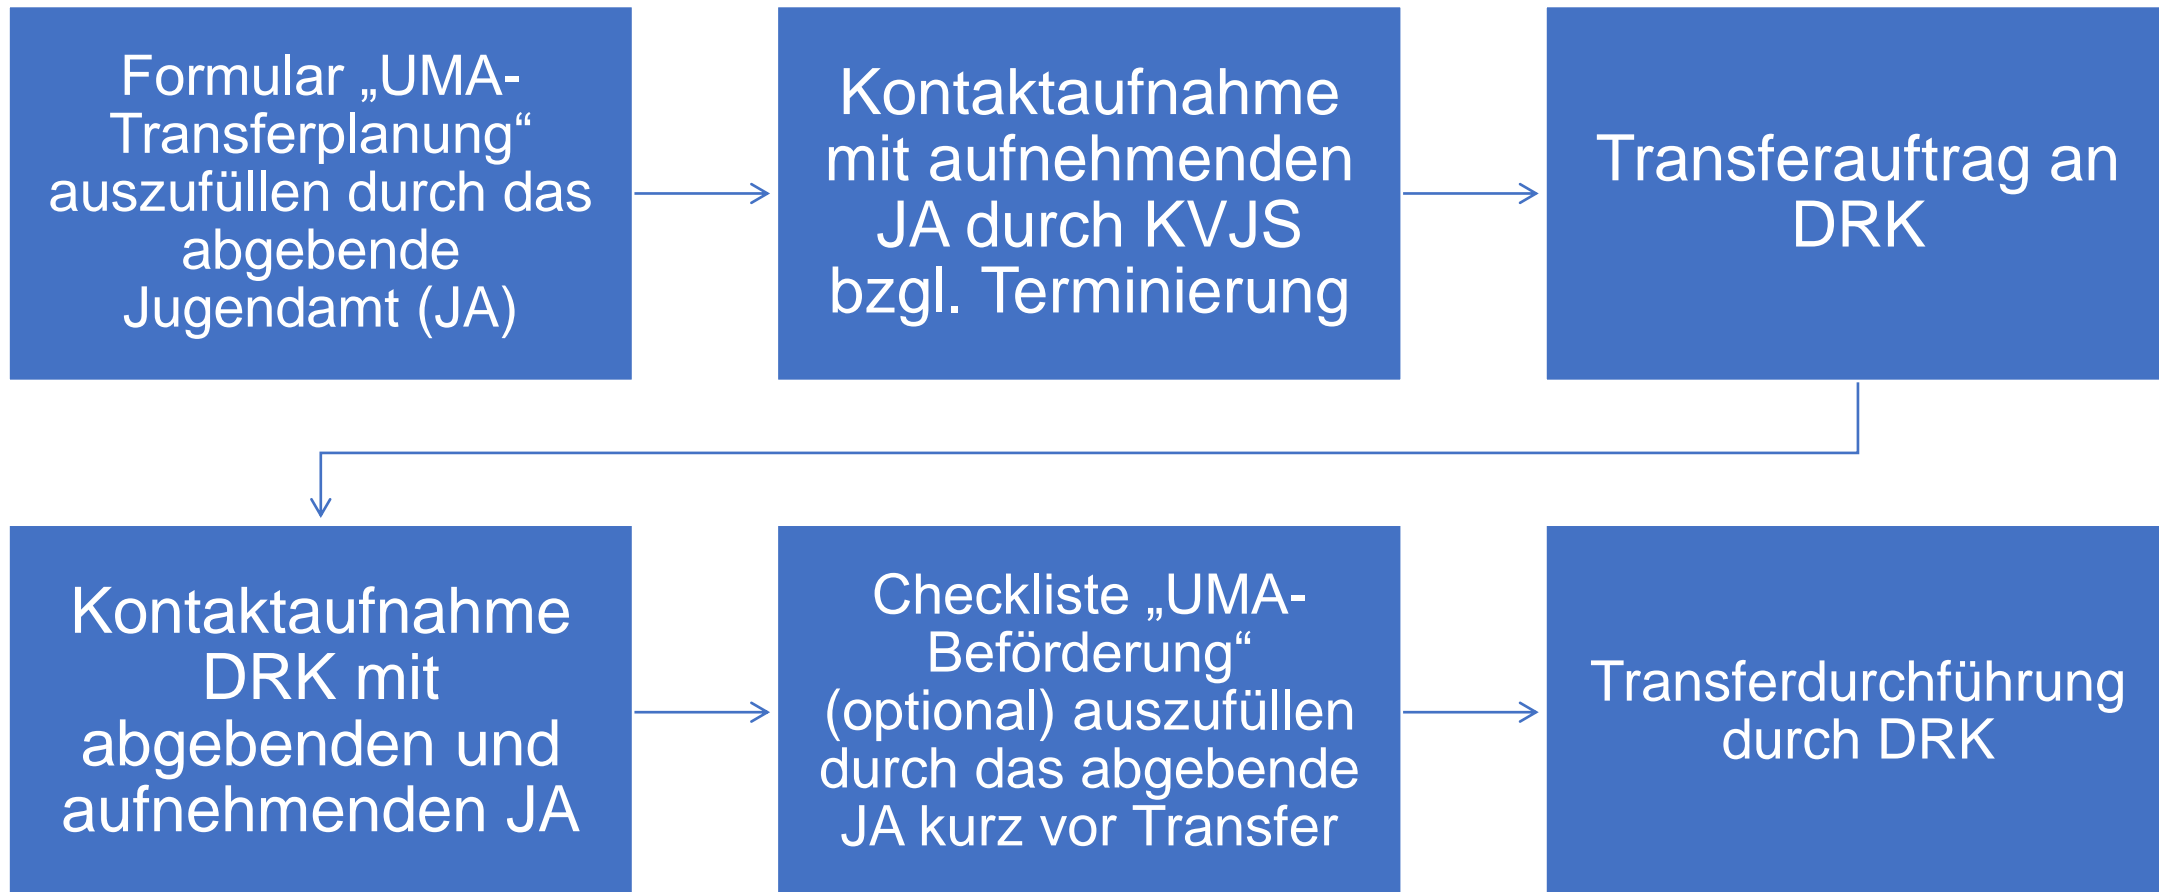 Formular „UMA-
Transferplanung“
auszufüllen durch das
abgebende
Jugendamt (JA)
Kontaktaufnahme
mit aufnehmenden
JA durch KVJS
bzgl. Terminierung
Transferauftrag an
DRK
Kontaktaufnahme
DRK mit
abgebenden und
aufnehmenden JA
Checkliste „UMA-
Beförderung“
(optional) auszufüllen
durch das abgebende
JA kurz vor Transfer
Transferdurchführung
durch DRK